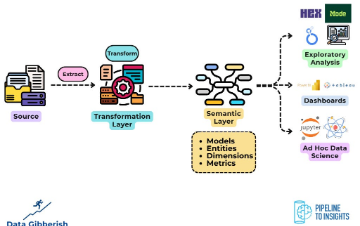 HEX
Mode
Transform
Exploratory
Analysis
Extract
Dashboards
Source
Transformation
Layer
Semantic
Layer
jupyter
Models
Entities
Dimensions
Metrics
Ad Hoc Data
Science
Data Gibberish
PIPELINE
TO INSIGHTS